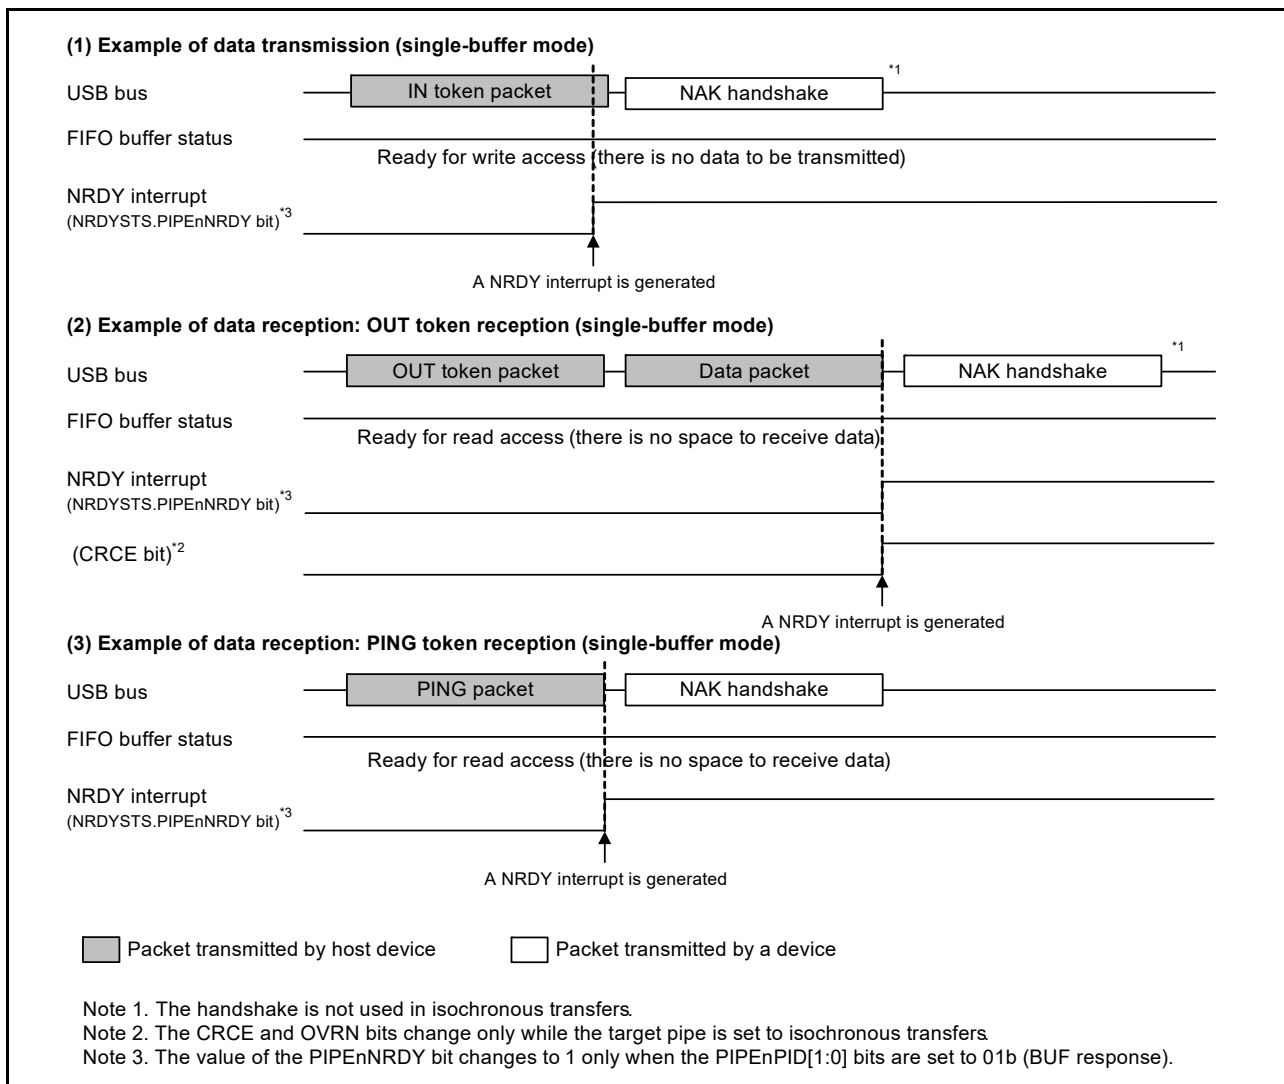 (1) Example of data transmission (single-buffer mode)
*1
USB bus
IN token packet
NAK handshake
FIFO buffer status
Ready for write access (there is no data to be transmitted)
NRDY interrupt
(NRDYSTS.PIPEnNRDY bit)*3
A NRDY interrupt is generated
(2) Example of data reception: OUT token reception (single-buffer mode)
*1
USB bus
OUT token packet
Data packet
NAK handshake
FIFO buffer status
Ready for read access (there is no space to receive data)
NRDY interrupt
(NRDYSTS.PIPEnNRDY bit)*3
(CRCE bit)*2
A NRDY interrupt is generated
(3) Example of data reception: PING token reception (single-buffer mode)
USB bus
PING packet
NAK handshake
FIFO buffer status
Ready for read access (there is no space to receive data)
NRDY interrupt
(NRDYSTS.PIPEnNRDY bit)*3
A NRDY interrupt is generated
Packet transmitted by host device
Packet transmitted by a device
Note 1. The handshake is not used in isochronous transfers.
Note 2. The CRCE and OVRN bits change only while the target pipe is set to isochronous transfers.
Note 3. The value of the PIPEnNRDY bit changes to 1 only when the PIPEnPID[1:0] bits are set to 01b (BUF response).